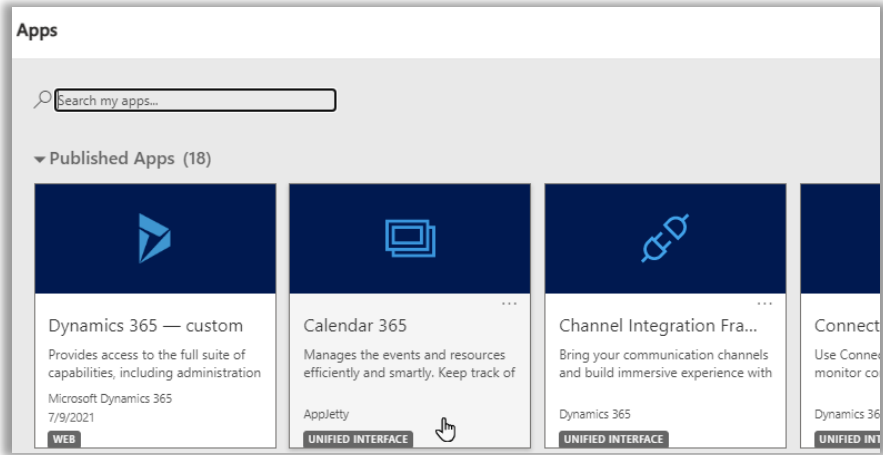 Apps
Search my apps...
Published Apps (18)
Dynamics 365 — custom
Provides access to the full suite of
capabilities, including administration
Microsoft Dynamics 365
7/9/2021
WEB
...
Calendar 365
Manages the events and resources
efficiently and smartly. Keep track of
AppJetty
UNIFIED INTERFACE
...
Channel Integration Fra...
Bring your communication channels
and build immersive experience with
Dynamics 365
UNIFIED INTERFACE
Connect
Use Connec
monitor co
Dynamics 36
UNIFIED INT